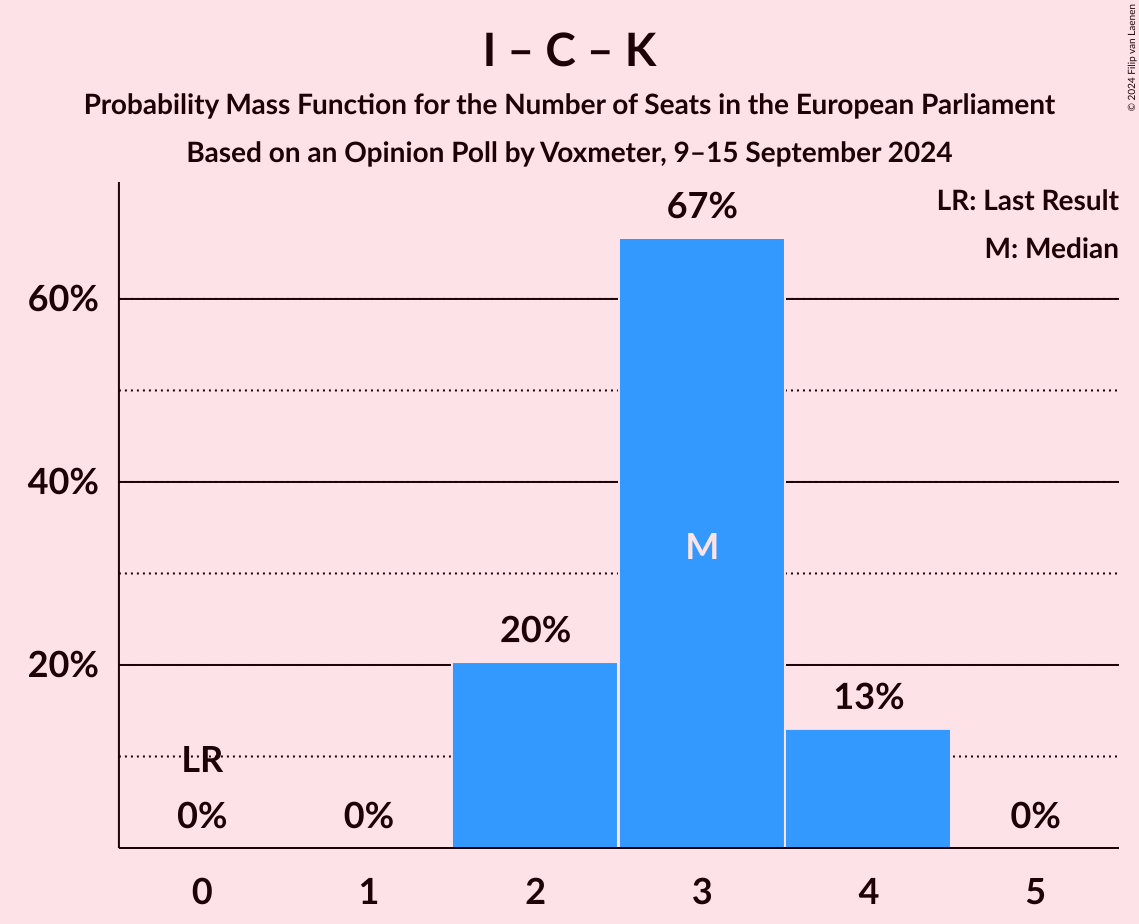 I – C – K
Probability Mass Function for the Number of Seats in the European Parliament
Based on an Opinion Poll by Voxmeter, 9–15 September 2024
© 2024 Filip van Laenen
LR: Last Result
M: Median
67%
60%
40%
M
20%
20%
13%
LR
0%
0%
0%
0
1
2
3
4
5